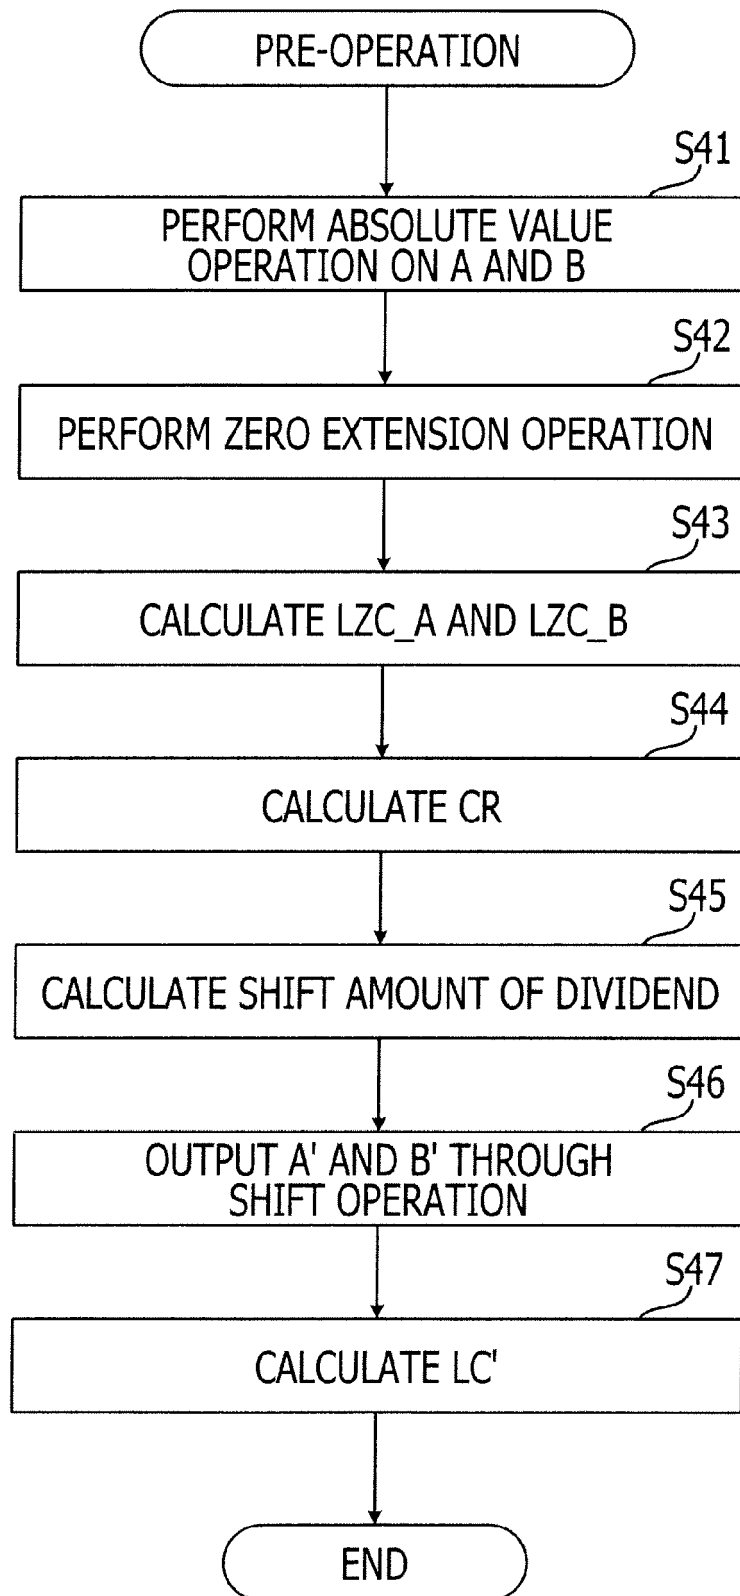 PRE-OPERATION
S41
PERFORM ABSOLUTE VALUE
OPERATION ON A AND B
S42
PERFORM ZERO EXTENSION OPERATION
S43
CALCULATE LZC_A AND LZC_B
S44
CALCULATE CR
S45
CALCULATE SHIFT AMOUNT OF DIVIDEND
S46
OUTPUT A' AND B' THROUGH
SHIFT OPERATION
S47
CALCULATE LC'
END